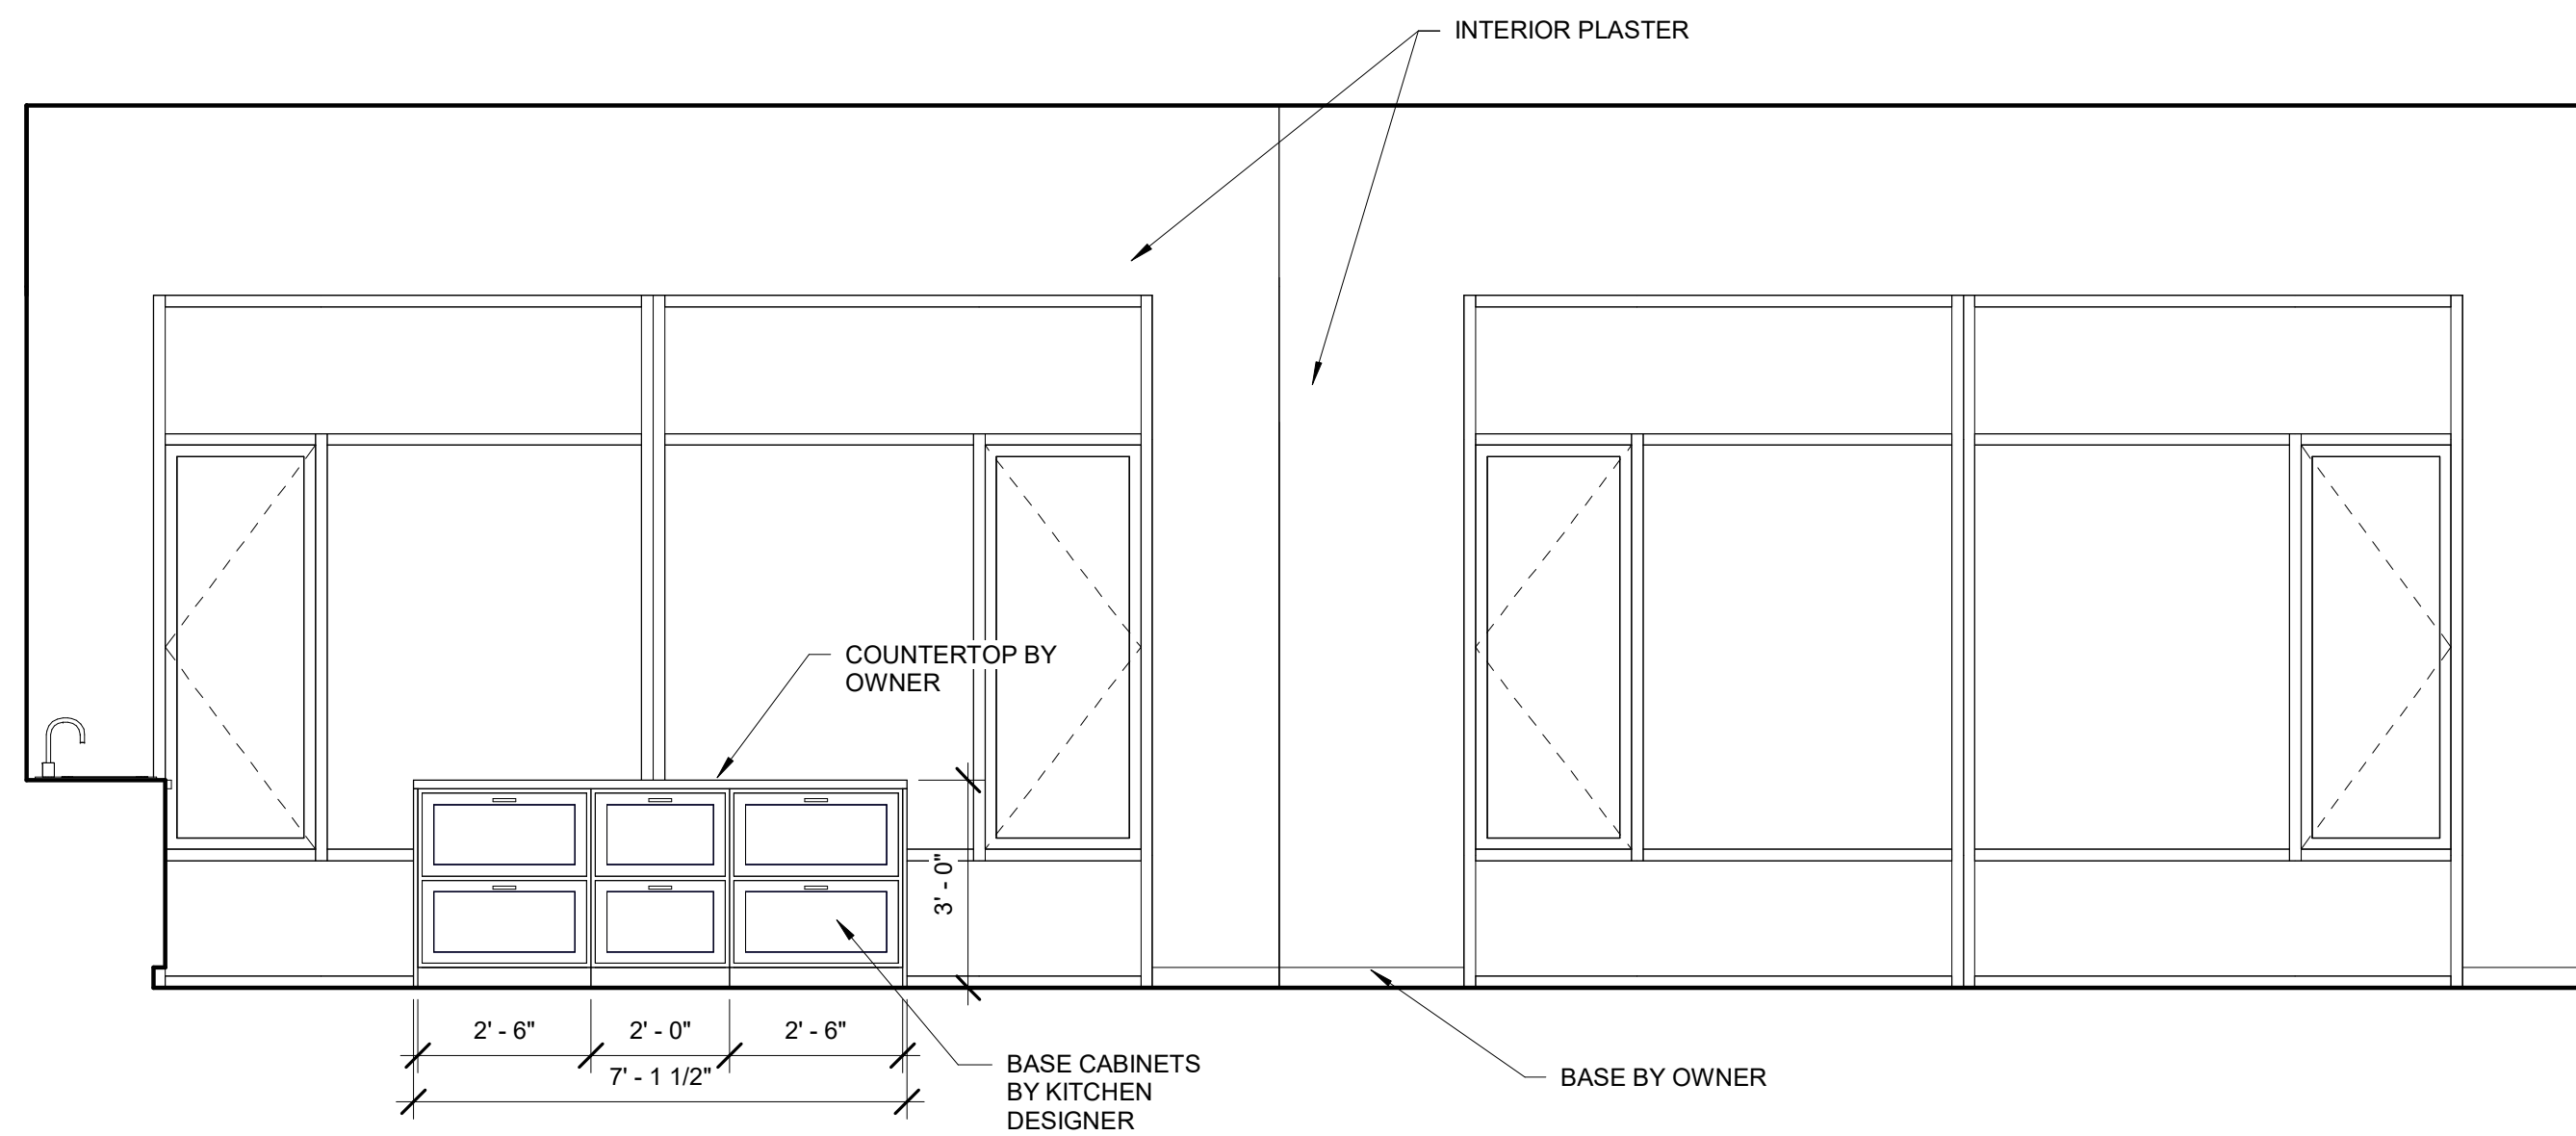 INTERIOR PLASTER
COUNTERTOP BY
OWNER
3' - 0"
2' - 6"
2' - 0"
2' - 6"
7' - 1 1/2"
BASE CABINETS
BY KITCHEN
DESIGNER
BASE BY OWNER